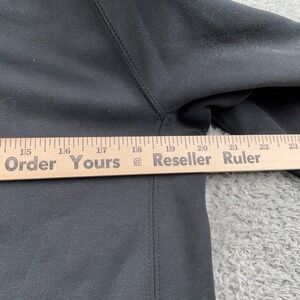 15 16 17 18 19 20 21 22 23
Order Yours @ Reseller Ruler